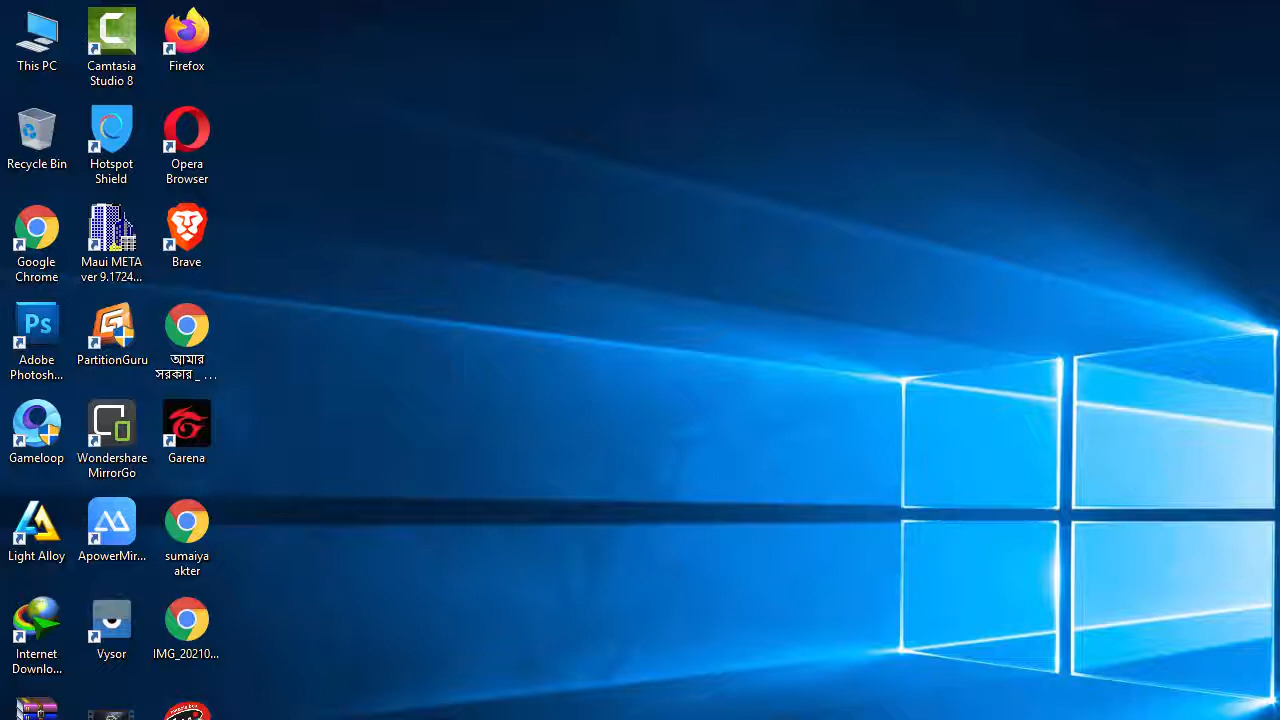 This PC
Camtasia
Studio 8
Firefox
Recycle Bin
Hotspot
Shield
Opera
Browser
Google
Chrome
Maui META
ver 9.1724...
Brave
Ps
Adobe
Photosh...
PartitionGuru
আমার
সরকার _ ...
Gameloop
Wondershare
MirrorGo
Garena
Light Alloy
ApowerMir...
sumaiya
akter
Internet
Downlo...
Vysor
IMG_20210...